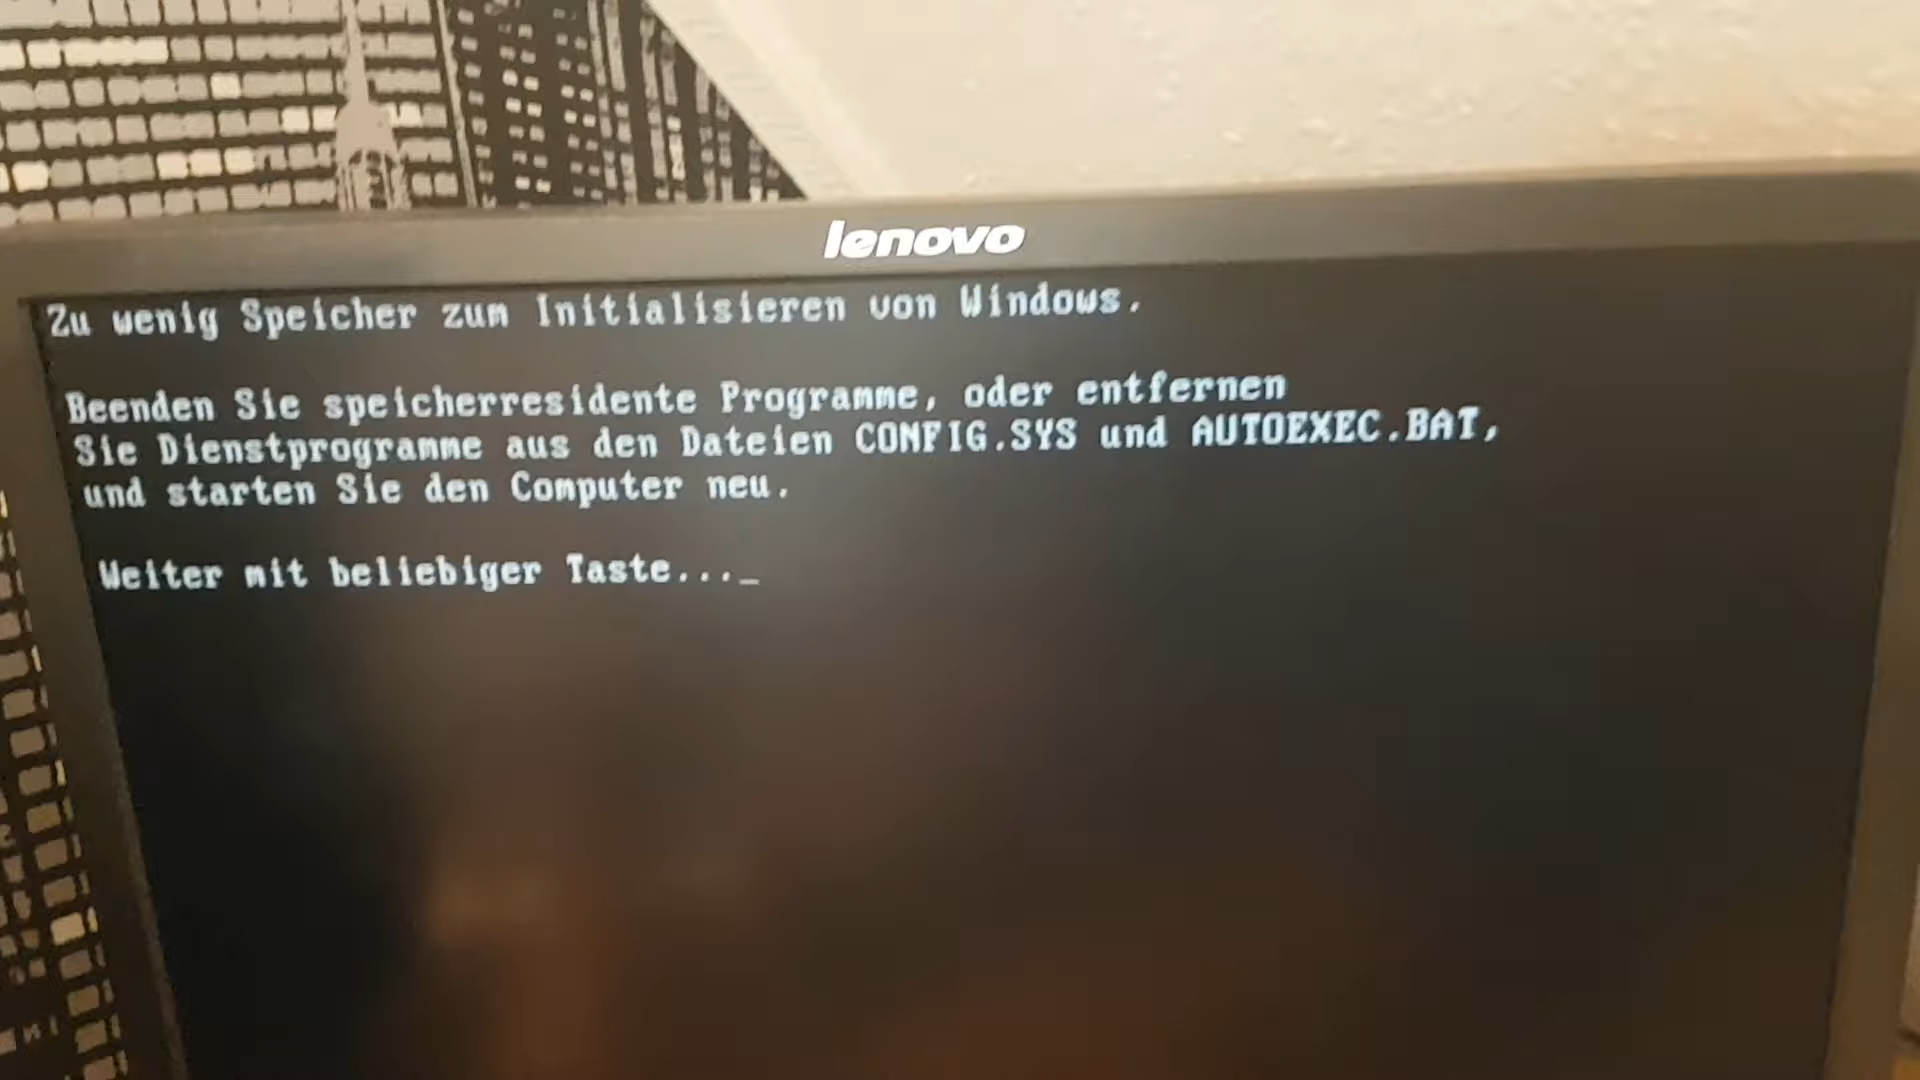 lenovo
Zu wenig Speicher zum Initialisieren von Windows.
Beenden Sie speicherresidente Programme, oder entfernen
Sie Dienstprogramme aus den Dateien CONFIG.SYS und AUTOEXEC.BAT,
und starten Sie den Computer neu.
Weiter mit beliebiger Taste..._